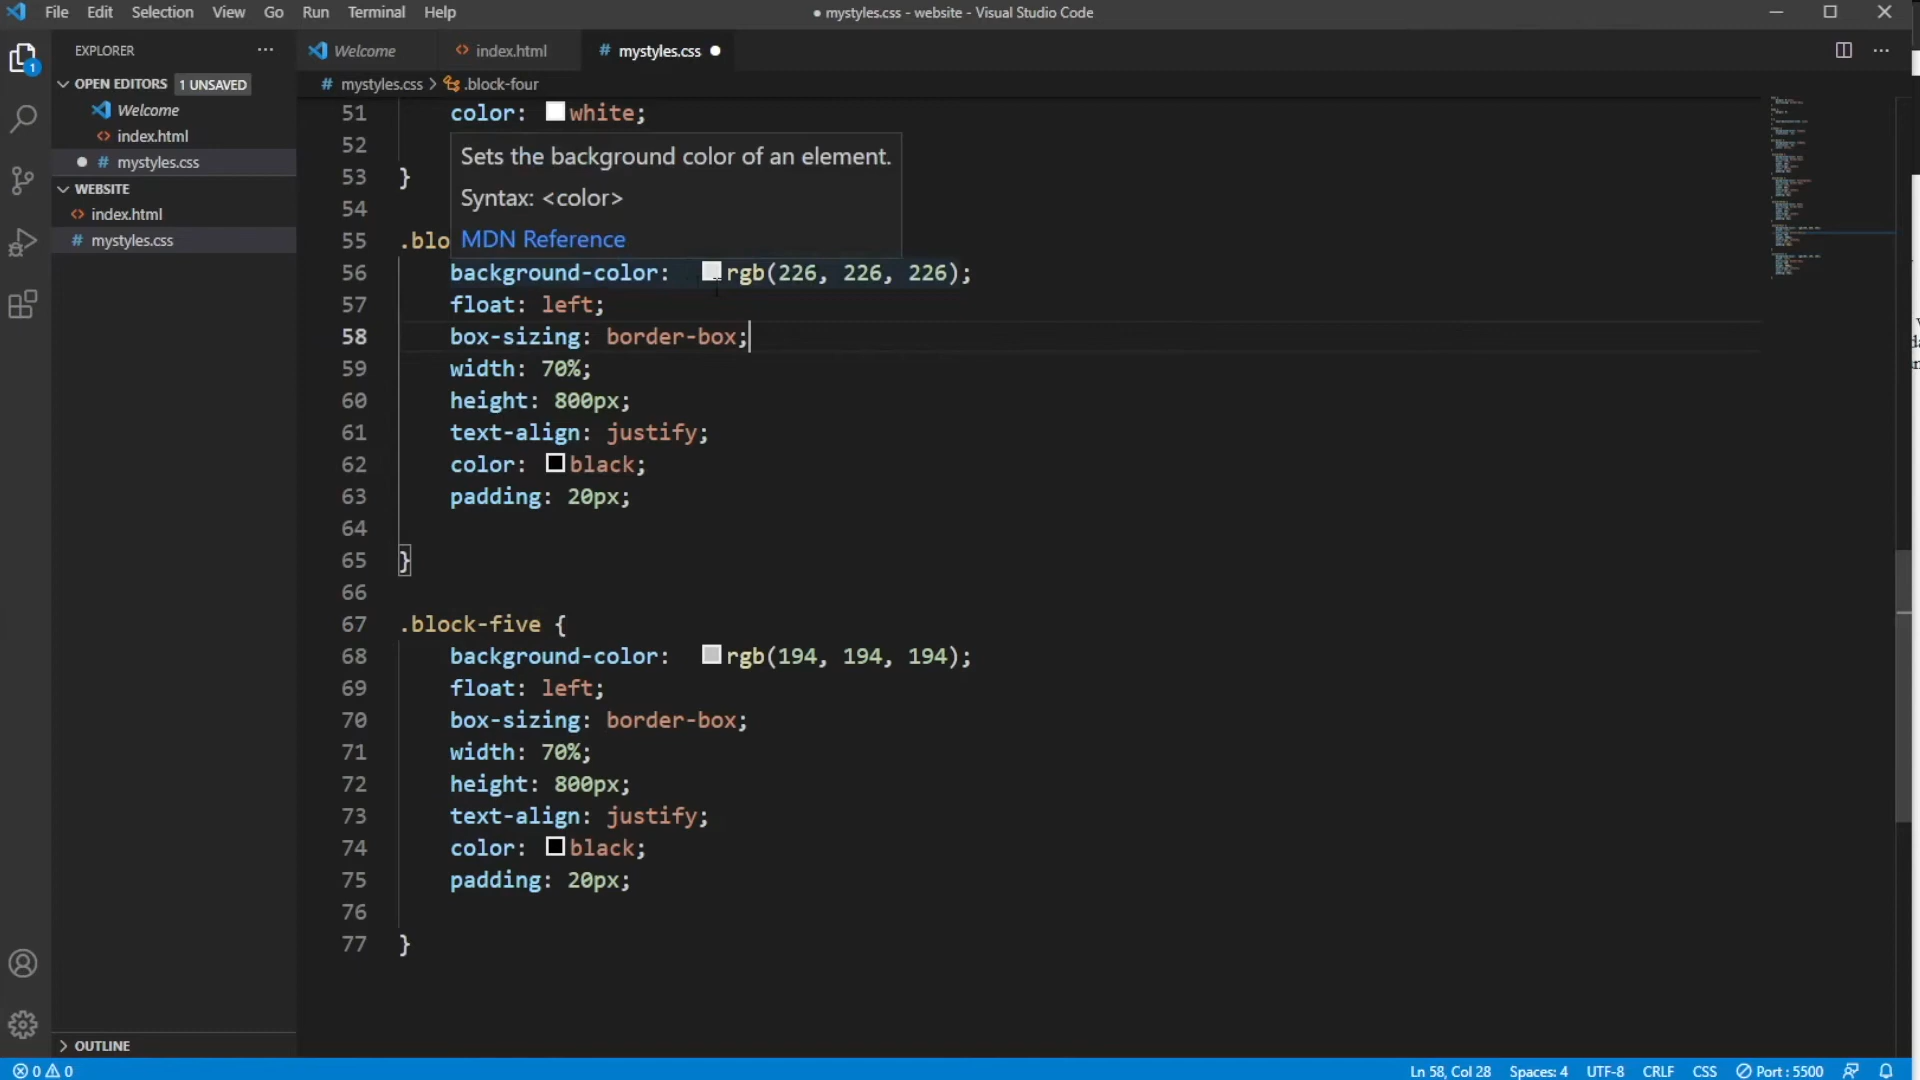 File Edit Selection View Go Run Terminal Help
● mystyles.css - website - Visual Studio Code
EXPLORER
Welcome
<> index.html
# mystyles.css ●
OPEN EDITORS 1 UNSAVED
Welcome
<> index.html
● # mystyles.css
WEBSITE
<> index.html
# mystyles.css
OUTLINE
1
# mystyles.css > .block-four
51 color: white;
52
53 }
54
55 .blo
Sets the background color of an element.
Syntax: <color>
MDN Reference
56 background-color: rgb(226, 226, 226);
57 float: left;
58 box-sizing: border-box;
59 width: 70%;
60 height: 800px;
61 text-align: justify;
62 color: black;
63 padding: 20px;
64
65 }
66
67 .block-five {
68 background-color: rgb(194, 194, 194);
69 float: left;
70 box-sizing: border-box;
71 width: 70%;
72 height: 800px;
73 text-align: justify;
74 color: black;
75 padding: 20px;
76
77 }
0 0
Ln 58, Col 28 Spaces: 4 UTF-8 CRLF CSS Port : 5500